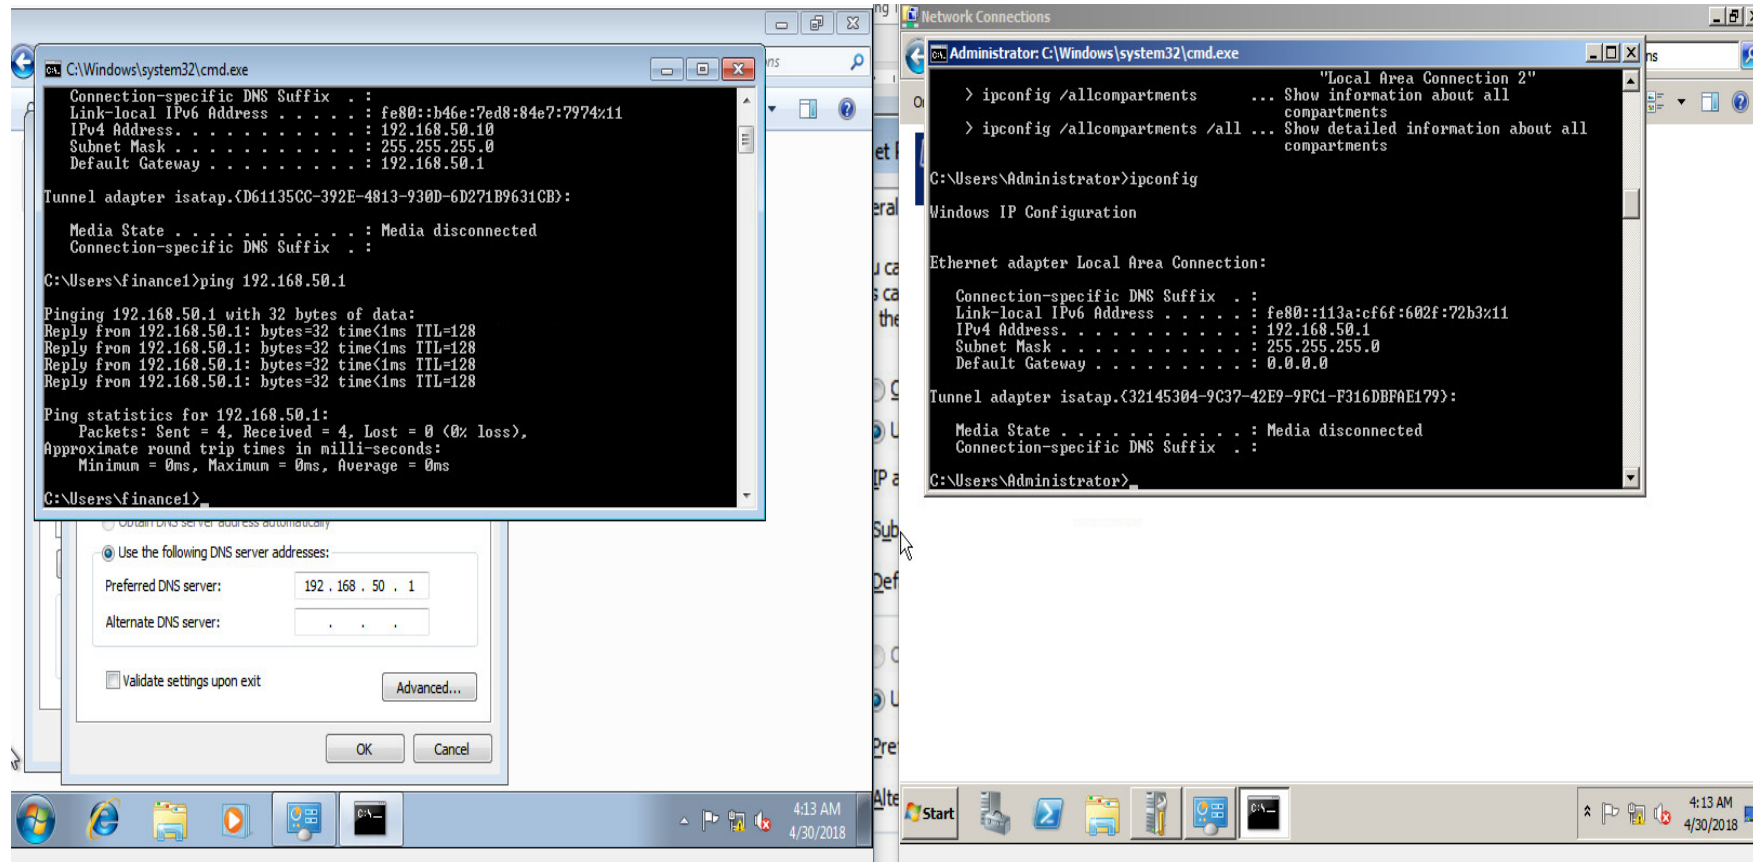 C:\Windows\system32\cmd.exe
Connection-specific DNS Suffix . :
Link-local IPv6 Address . . . . . : fe80::b46e:7ed8:84e7:7974%11
IPv4 Address. . . . . . . . . . . : 192.168.50.10
Subnet Mask . . . . . . . . . . . : 255.255.255.0
Default Gateway . . . . . . . . . : 192.168.50.1
Tunnel adapter isatap.{D61135CC-392E-4813-930D-6D271B9631CB}:
Media State . . . . . . . . . . . : Media disconnected
Connection-specific DNS Suffix . :
C:\Users\finance1>ping 192.168.50.1
Pinging 192.168.50.1 with 32 bytes of data:
Reply from 192.168.50.1: bytes=32 time<1ms TTL=128
Reply from 192.168.50.1: bytes=32 time<1ms TTL=128
Reply from 192.168.50.1: bytes=32 time<1ms TTL=128
Reply from 192.168.50.1: bytes=32 time<1ms TTL=128
Ping statistics for 192.168.50.1:
Packets: Sent = 4, Received = 4, Lost = 0 (0% loss),
Approximate round trip times in milli-seconds:
Minimum = 0ms, Maximum = 0ms, Average = 0ms
C:\Users\finance1>_
Obtain DNS server address automatically
Use the following DNS server addresses:
Preferred DNS server: 192 . 168 . 50 . 1
Alternate DNS server: . . .
Validate settings upon exit
Advanced...
OK Cancel
4:13 AM
4/30/2018
Network Connections
Administrator: C:\Windows\system32\cmd.exe
"Local Area Connection 2"
> ipconfig /allcompartments ... Show information about all
compartments
> ipconfig /allcompartments /all ... Show detailed information about all
compartments
C:\Users\Administrator>ipconfig
Windows IP Configuration
Ethernet adapter Local Area Connection:
Connection-specific DNS Suffix . :
Link-local IPv6 Address . . . . . : fe80::113a:cf6f:602f:72b3%11
IPv4 Address. . . . . . . . . . . : 192.168.50.1
Subnet Mask . . . . . . . . . . . : 255.255.255.0
Default Gateway . . . . . . . . . : 0.0.0.0
Tunnel adapter isatap.{32145304-9C37-42E9-9FC1-F316DBFAE179}:
Media State . . . . . . . . . . . : Media disconnected
Connection-specific DNS Suffix . :
C:\Users\Administrator>_
Start
4:13 AM
4/30/2018